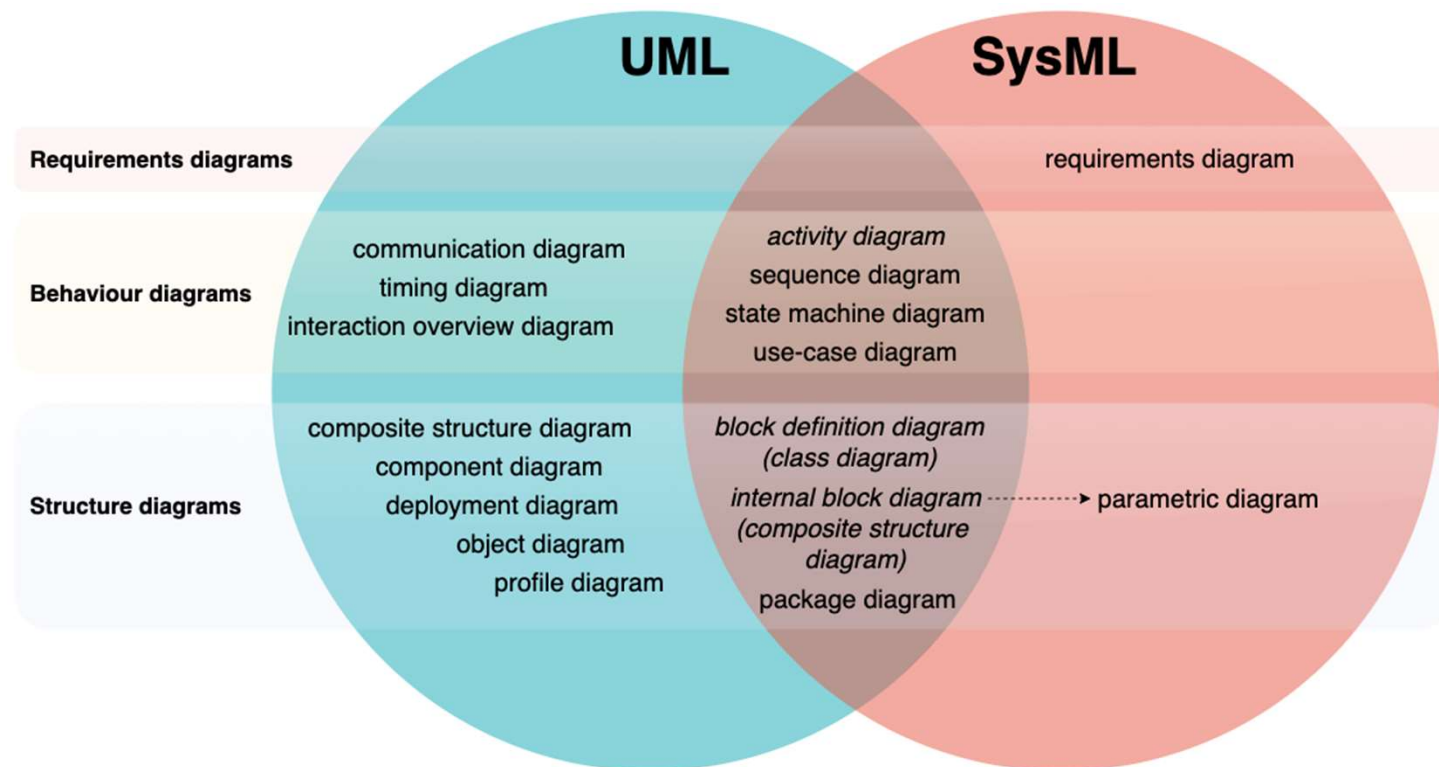 UML
SysML
Requirements diagrams
requirements diagram
Behaviour diagrams
communication diagram
timing diagram
interaction overview diagram
activity diagram
sequence diagram
state machine diagram
use-case diagram
Structure diagrams
composite structure diagram
component diagram
deployment diagram
object diagram
profile diagram
block definition diagram
(class diagram)
internal block diagram
(composite structure
diagram)
package diagram
parametric diagram